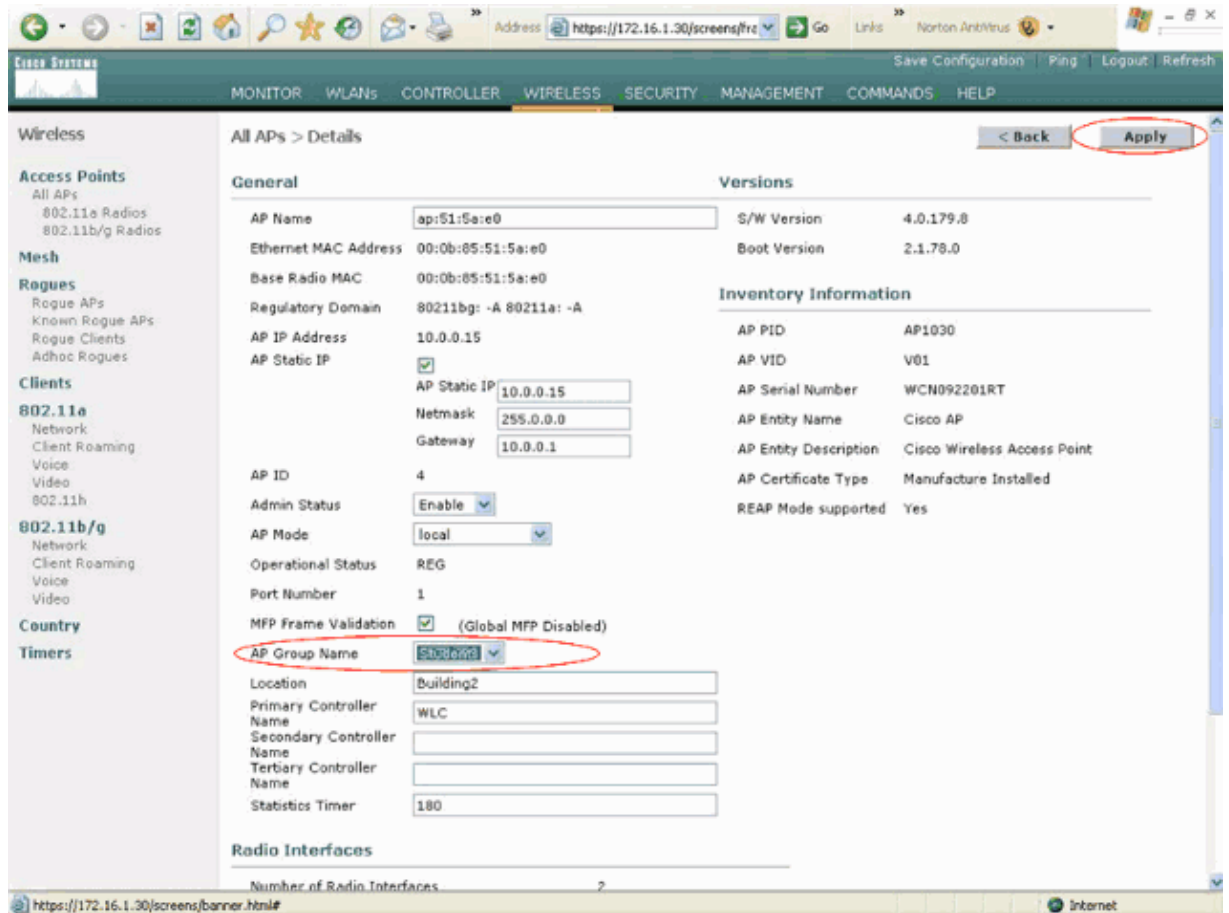 Address https://172.16.1.30/screens/fra Go Links Norton AntiVirus
CISCO SYSTEMS
Save Configuration | Ping | Logout | Refresh
MONITOR WLANs CONTROLLER WIRELESS SECURITY MANAGEMENT COMMANDS HELP
Wireless
Access Points
All APs
802.11a Radios
802.11b/g Radios
Mesh
Rogues
Rogue APs
Known Rogue APs
Rogue Clients
Adhoc Rogues
Clients
802.11a
Network
Client Roaming
Voice
Video
802.11h
802.11b/g
Network
Client Roaming
Voice
Video
Country
Timers
All APs > Details
< Back
Apply
General
AP Name ap:51:5a:e0
Ethernet MAC Address 00:0b:85:51:5a:e0
Base Radio MAC 00:0b:85:51:5a:e0
Regulatory Domain 80211bg: -A 80211a: -A
AP IP Address 10.0.0.15
AP Static IP
AP Static IP 10.0.0.15
Netmask 255.0.0.0
Gateway 10.0.0.1
AP ID 4
Admin Status Enable
AP Mode local
Operational Status REG
Port Number 1
MFP Frame Validation (Global MFP Disabled)
AP Group Name
Location Building2
Primary Controller
Name WLC
Secondary Controller
Name
Tertiary Controller
Name
Statistics Timer 180
Versions
S/W Version 4.0.179.8
Boot Version 2.1.78.0
Inventory Information
AP PID AP1030
AP VID V01
AP Serial Number WCN092201RT
AP Entity Name Cisco AP
AP Entity Description Cisco Wireless Access Point
AP Certificate Type Manufacture Installed
REAP Mode supported Yes
Radio Interfaces
Number of Radio Interfaces 2
https://172.16.1.30/screens/banner.html#
Internet